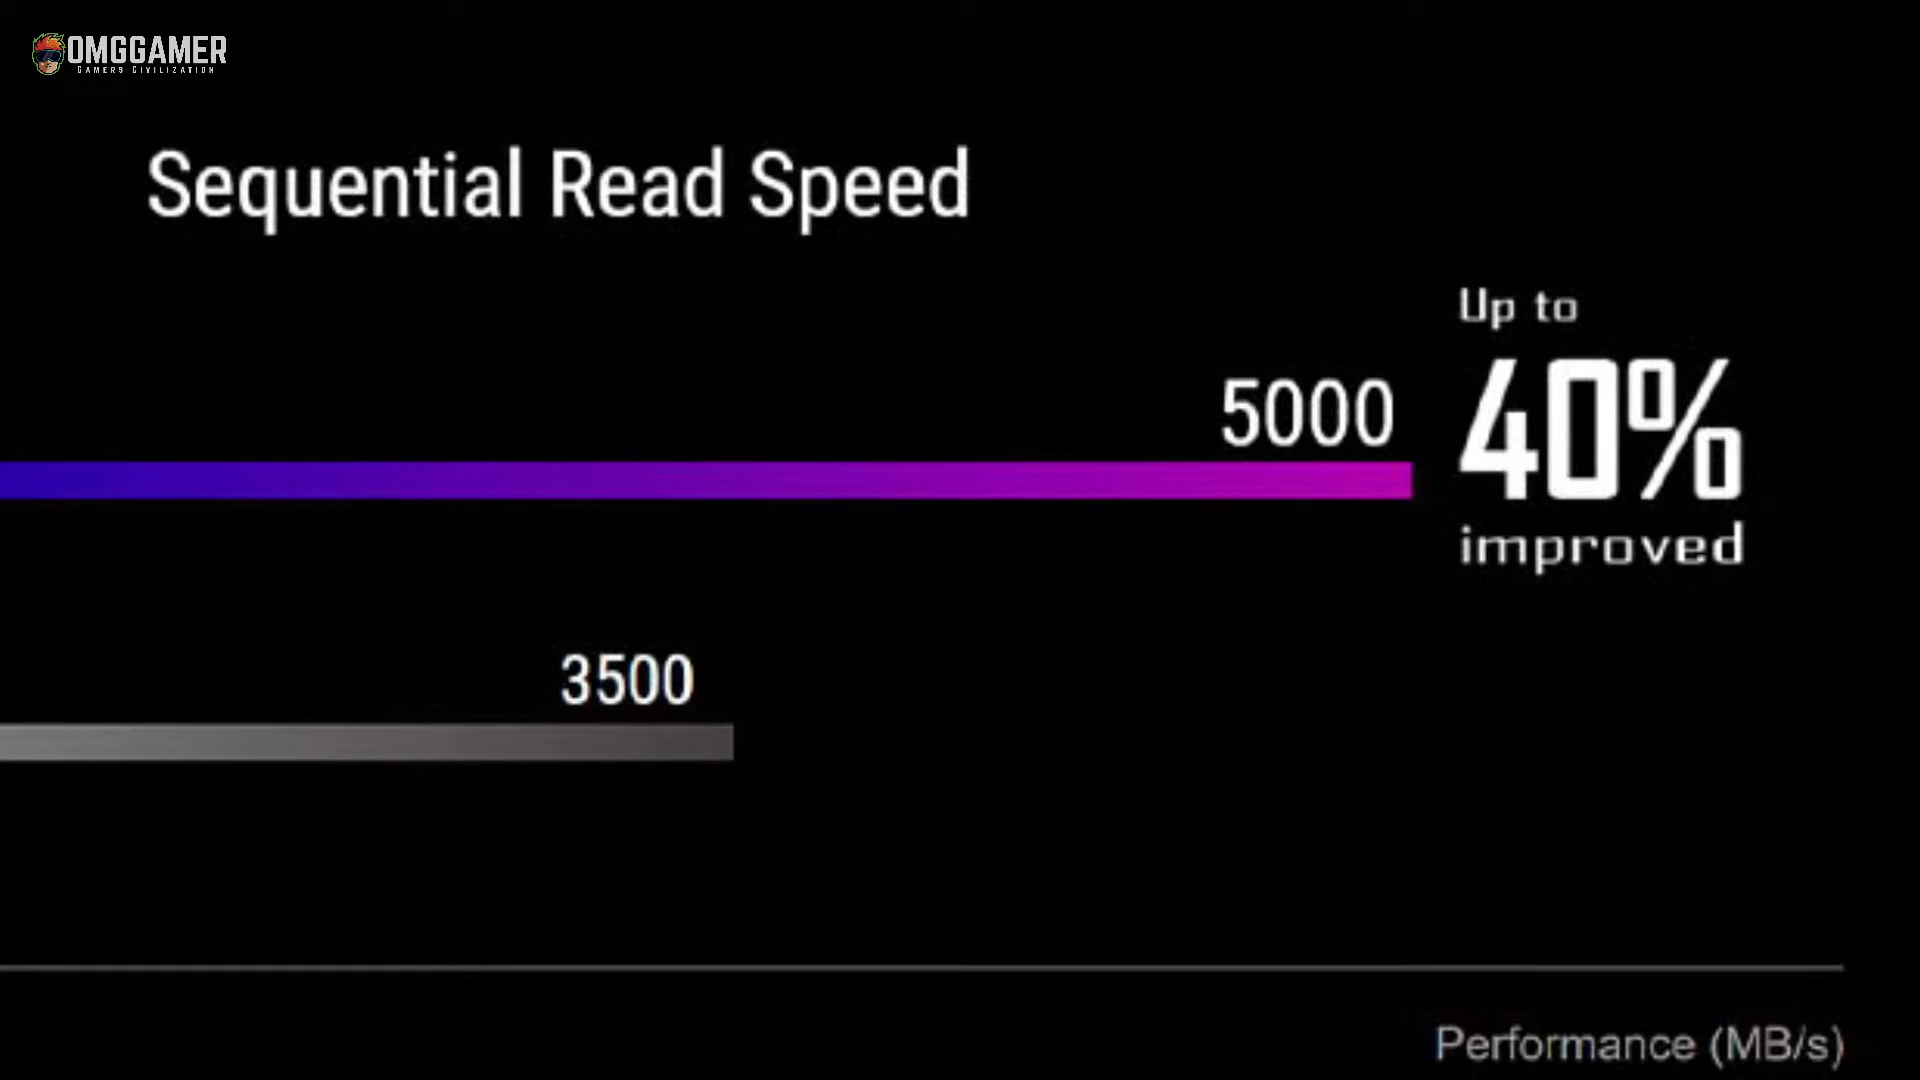 OMGGAMER
GAMERS CIVILIZATION
Sequential Read Speed
Up to
5000
40%
improved
3500
Performance (MB/s)